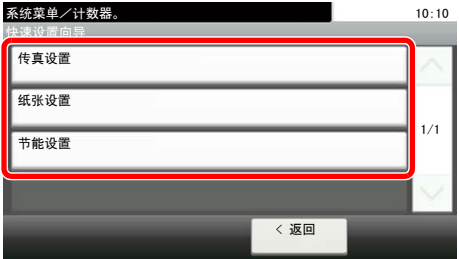 系统菜单／计数器。
10:10
快速设置向导
传真设置
纸张设置
1/1
节能设置
< 返回